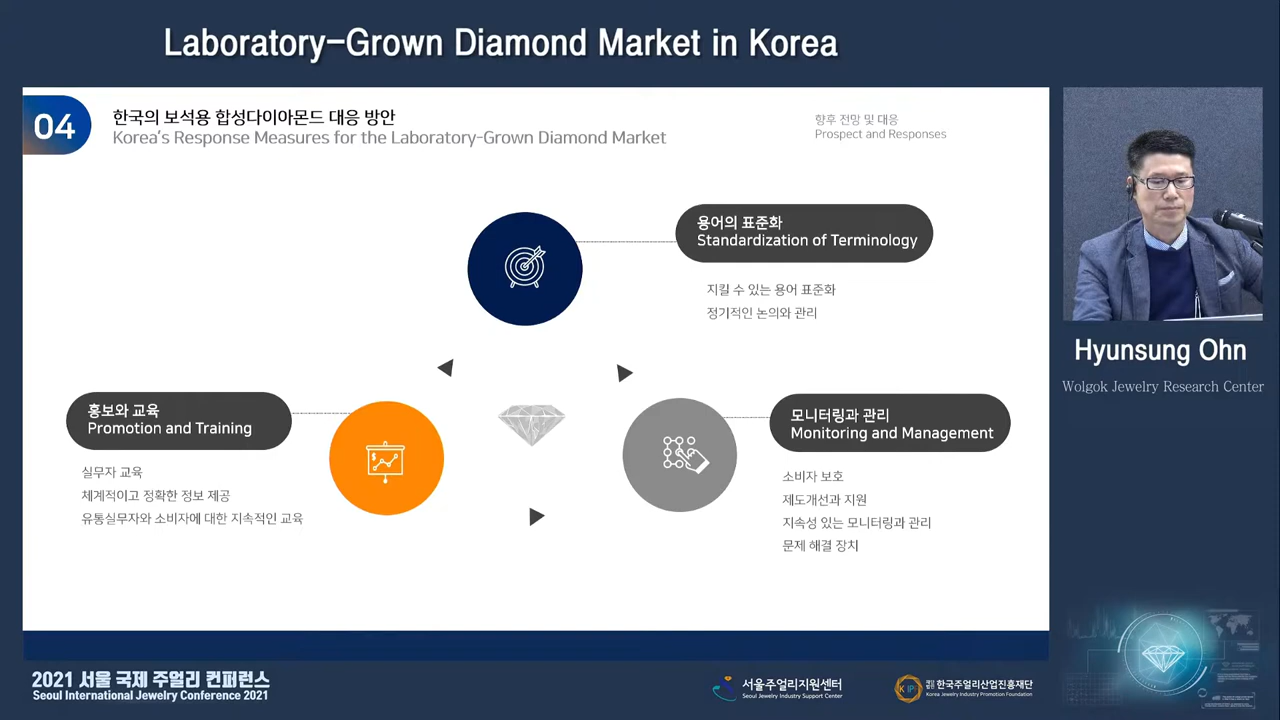 Laboratory-Grown Diamond Market in Korea
04
한국의 보석용 합성다이아몬드 대응 방안
Korea's Response Measures for the Laboratory-Grown Diamond Market
향후 전망 및 대응
Prospect and Responses
용어의 표준화
Standardization of Terminology
지킬 수 있는 용어 표준화
정기적인 논의와 관리
홍보와 교육
Promotion and Training
실무자 교육
체계적이고 정확한 정보 제공
유통실무자와 소비자에 대한 지속적인 교육
모니터링과 관리
Monitoring and Management
소비자 보호
제도개선과 지원
지속성 있는 모니터링과 관리
문제 해결 장치
Hyunsung Ohn
Wolgok Jewelry Research Center
2021 서울 국제 주얼리 컨퍼런스
Seoul International Jewelry Conference 2021
서울주얼리지원센터
Seoul Jewelry Industry Support Center
재단법인 한국주얼리산업진흥재단
Korea Jewelry Industry Promotion Foundation